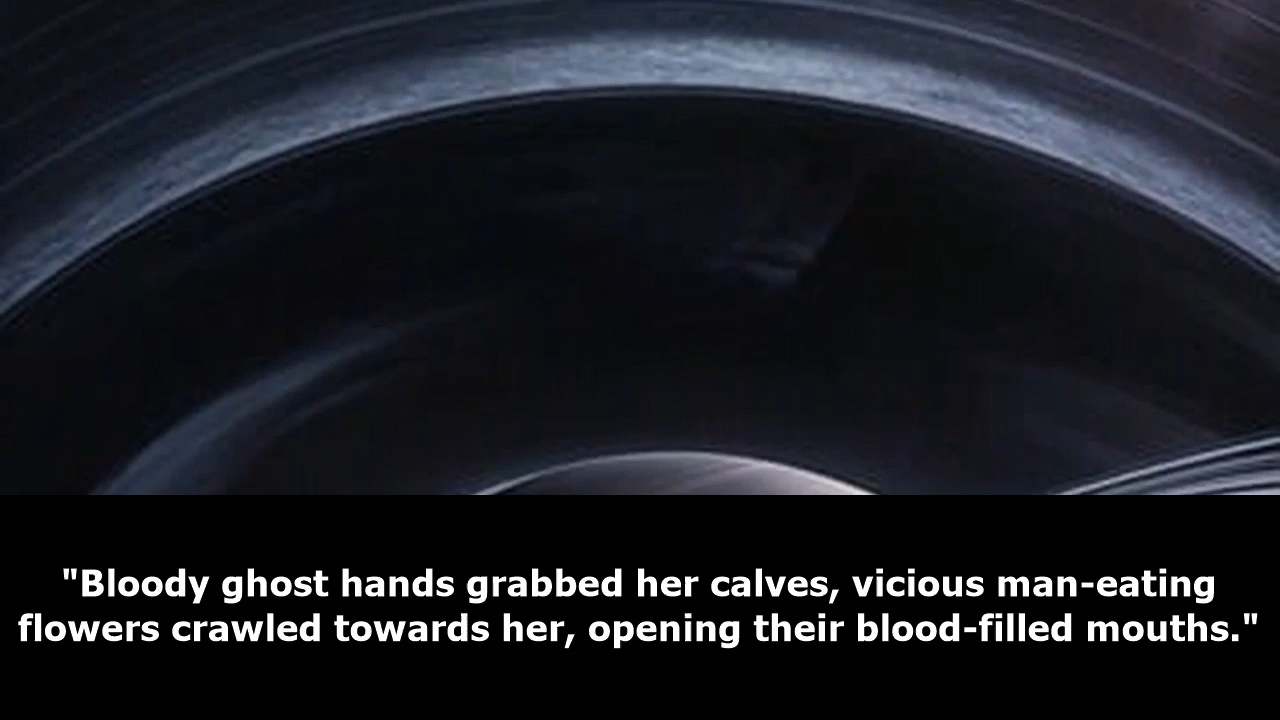 "Bloody ghost hands grabbed her calves, vicious man-eating
flowers crawled towards her, opening their blood-filled mouths."